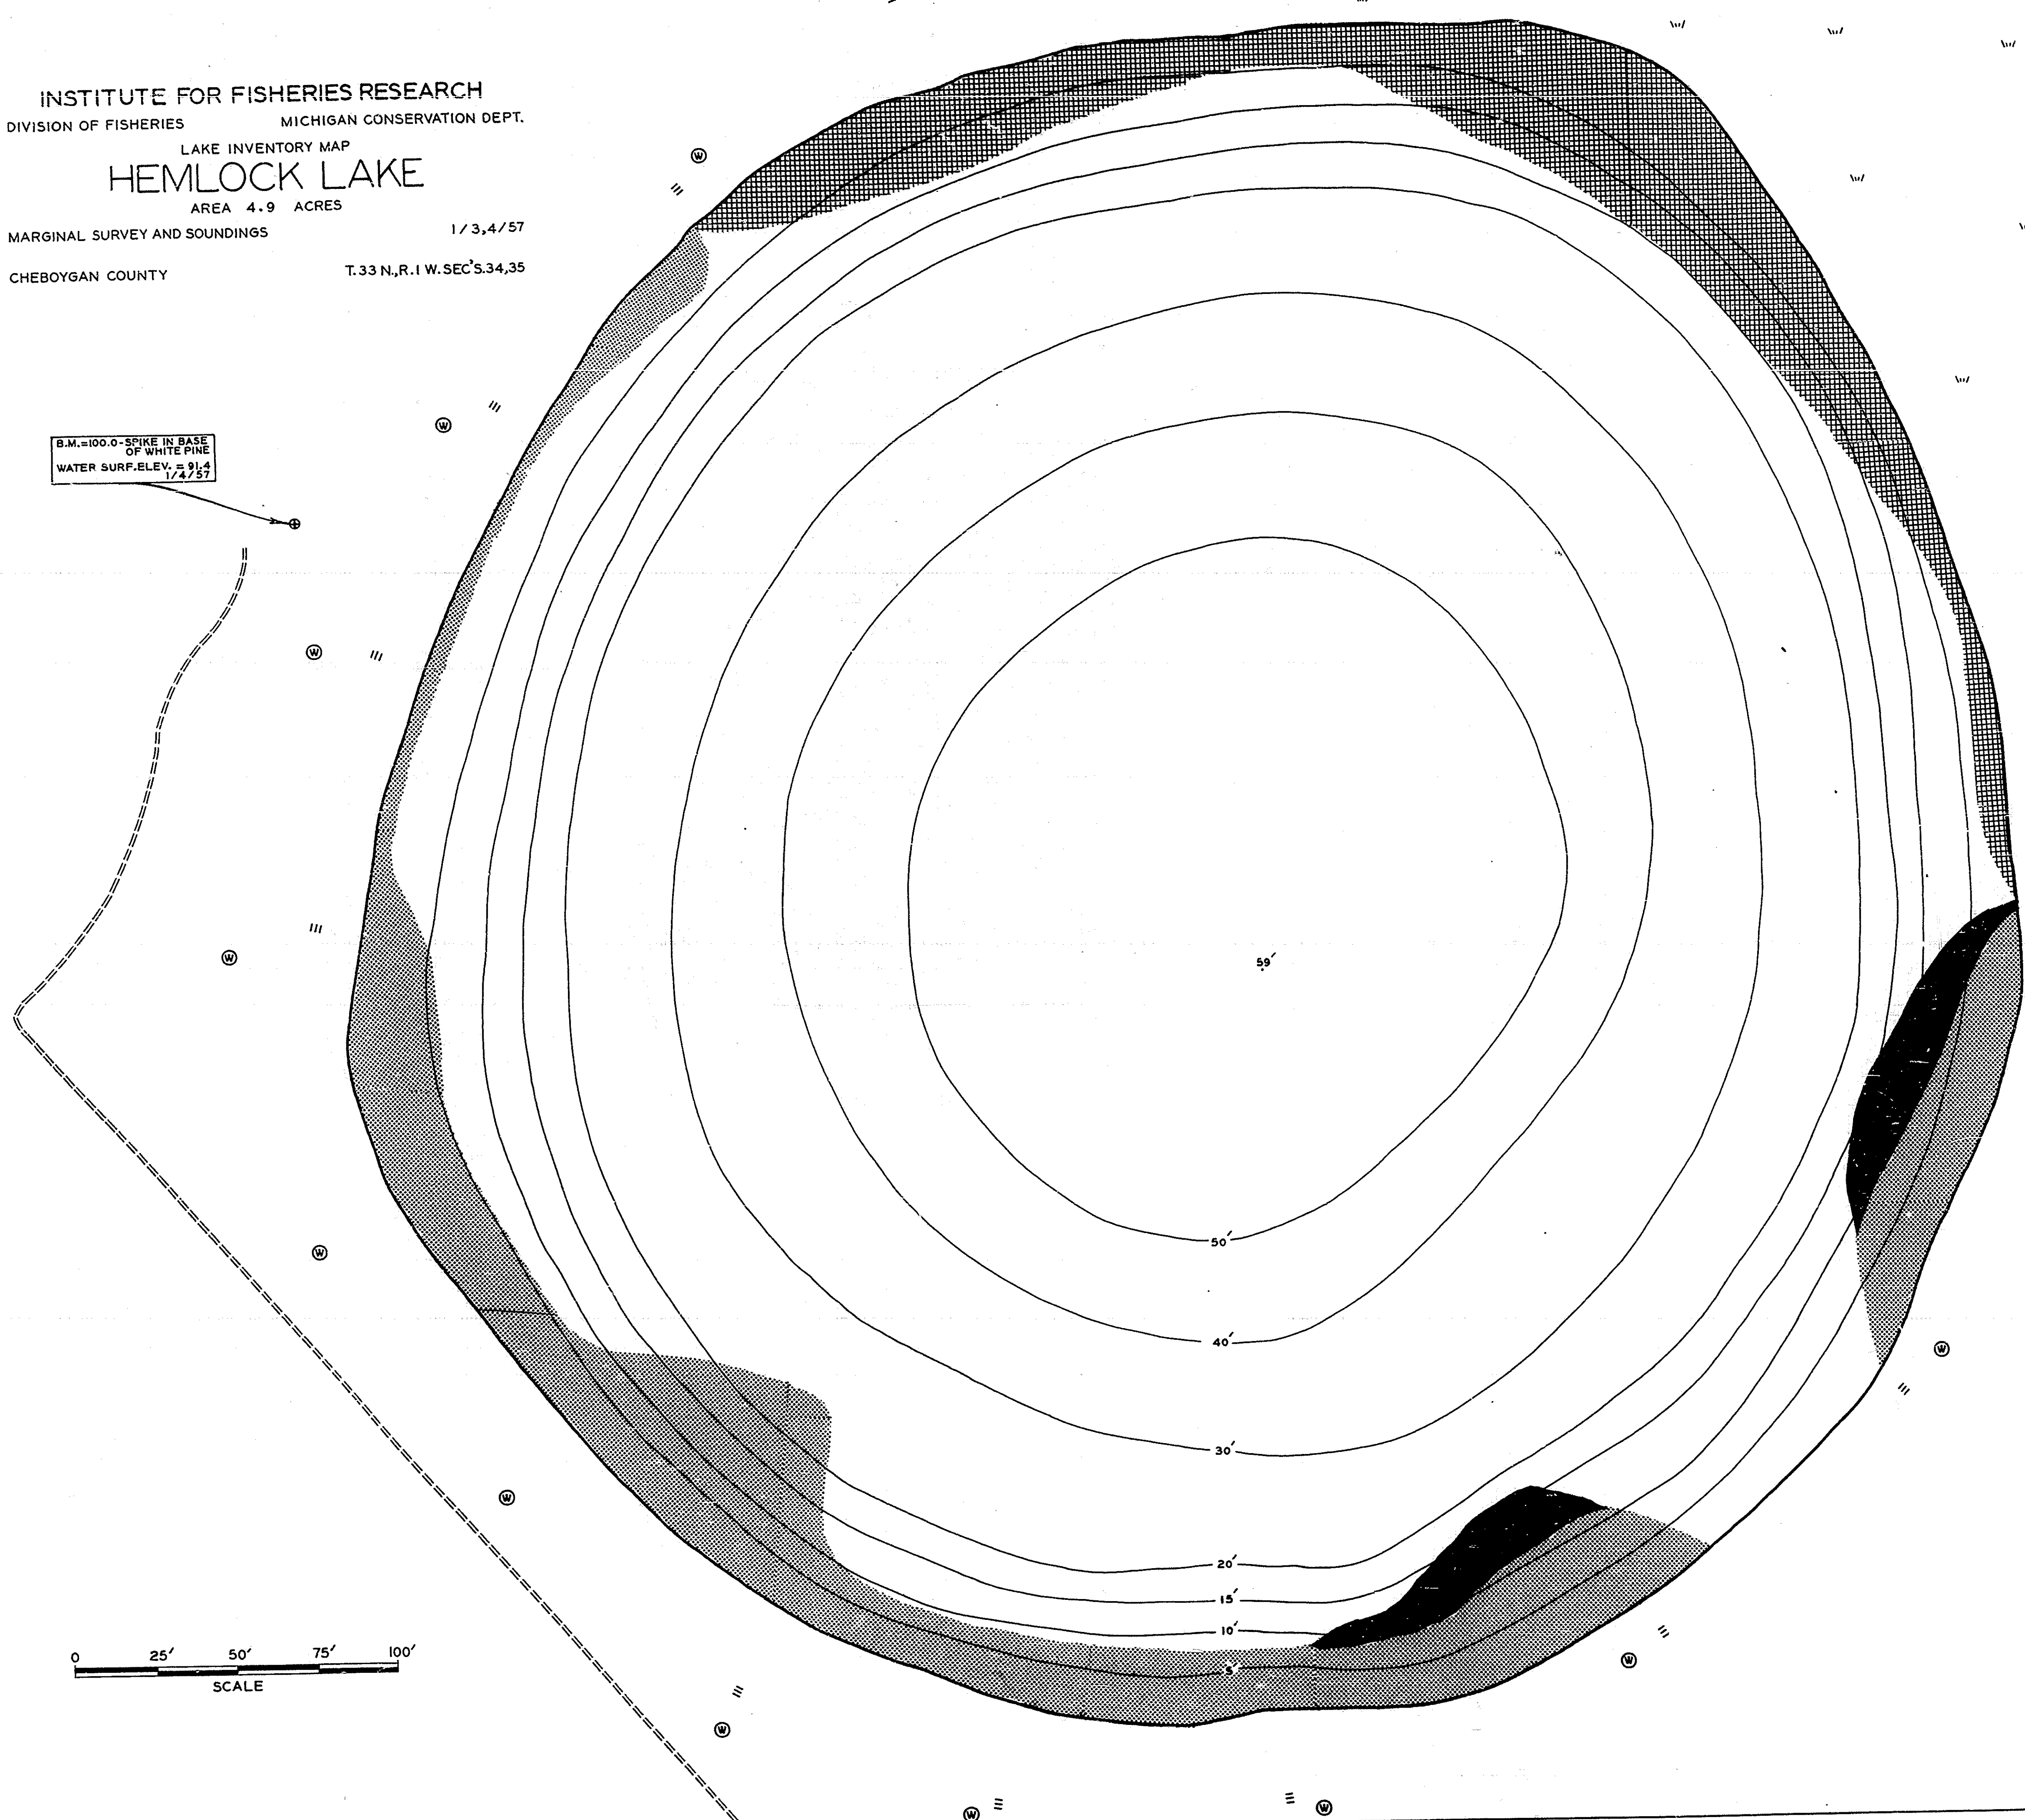 INSTITUTE FOR FISHERIES RESEARCH
DIVISION OF FISHERIES MICHIGAN CONSERVATION DEPT.
LAKE INVENTORY MAP
HEMLOCK LAKE
AREA 4.9 ACRES
MARGINAL SURVEY AND SOUNDINGS 1/3,4/57
CHEBOYGAN COUNTY T.33 N., R.1 W. SEC'S. 34,35
B.M.=100.0-SPIKE IN BASE
OF WHITE PINE
WATER SURF. ELEV. = 91.4
1/4/57
W
W
W
W
W
W
W
W
W
W
W
59'
50'
40'
30'
20'
15'
10'
5'
0 25' 50' 75' 100'
SCALE